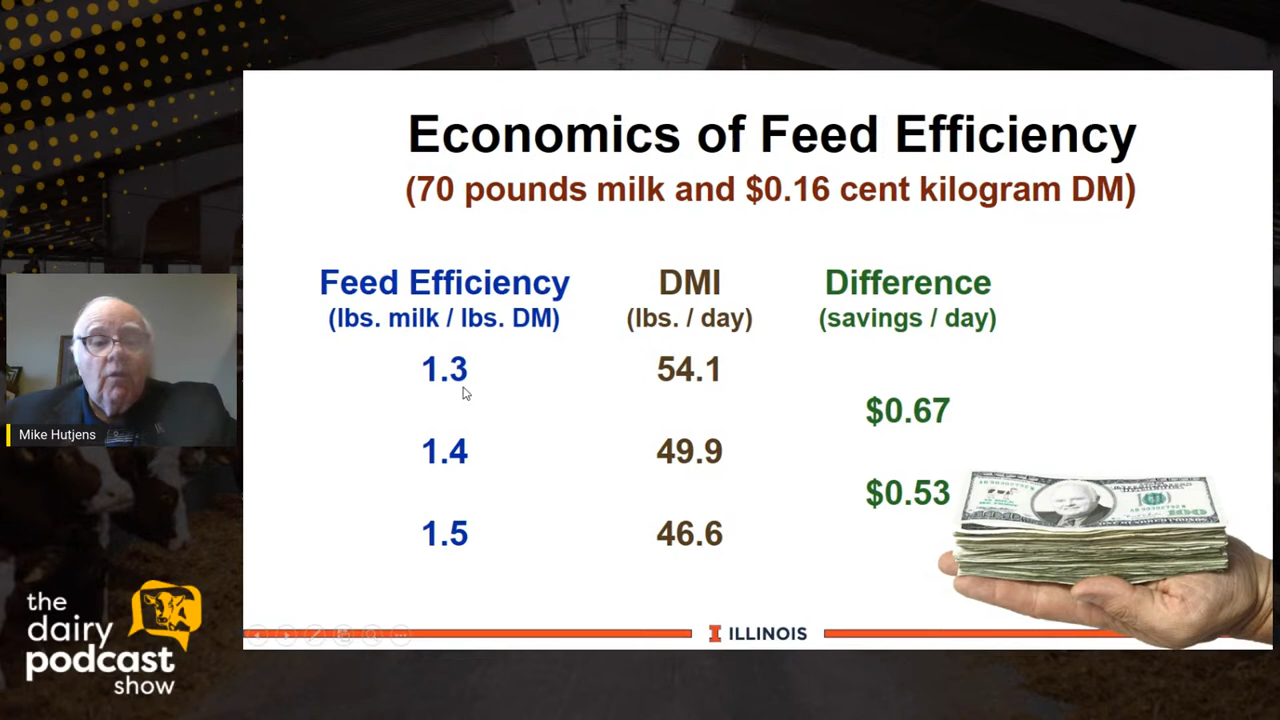 Economics of Feed Efficiency
(70 pounds milk and $0.16 cent kilogram DM)
Feed Efficiency
(lbs. milk / lbs. DM)
DMI
(lbs. / day)
Difference
(savings / day)
1.3
54.1
$0.67
1.4
49.9
$0.53
1.5
46.6
100
ILLINOIS
Mike Hutjens
the
dairy
podcast
show